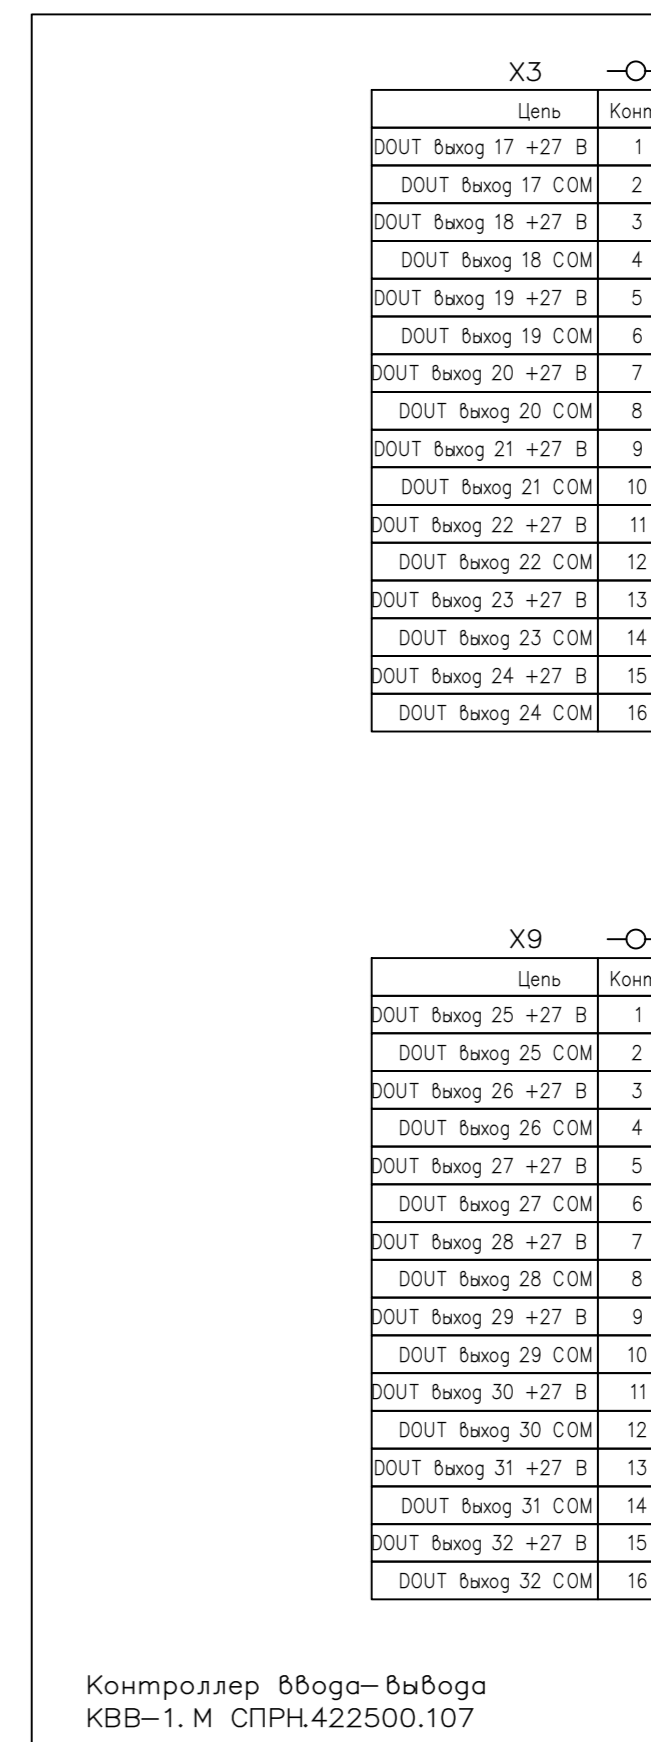 X3
Цепь Конт
DOUT выход 17 +27 В 1
DOUT выход 17 COM 2
DOUT выход 18 +27 В 3
DOUT выход 18 COM 4
DOUT выход 19 +27 В 5
DOUT выход 19 COM 6
DOUT выход 20 +27 В 7
DOUT выход 20 COM 8
DOUT выход 21 +27 В 9
DOUT выход 21 COM 10
DOUT выход 22 +27 В 11
DOUT выход 22 COM 12
DOUT выход 23 +27 В 13
DOUT выход 23 COM 14
DOUT выход 24 +27 В 15
DOUT выход 24 COM 16
X9
Цепь Конт
DOUT выход 25 +27 В 1
DOUT выход 25 COM 2
DOUT выход 26 +27 В 3
DOUT выход 26 COM 4
DOUT выход 27 +27 В 5
DOUT выход 27 COM 6
DOUT выход 28 +27 В 7
DOUT выход 28 COM 8
DOUT выход 29 +27 В 9
DOUT выход 29 COM 10
DOUT выход 30 +27 В 11
DOUT выход 30 COM 12
DOUT выход 31 +27 В 13
DOUT выход 31 COM 14
DOUT выход 32 +27 В 15
DOUT выход 32 COM 16
Контроллер ввода–вывода
КВВ–1.М СПРН.422500.107